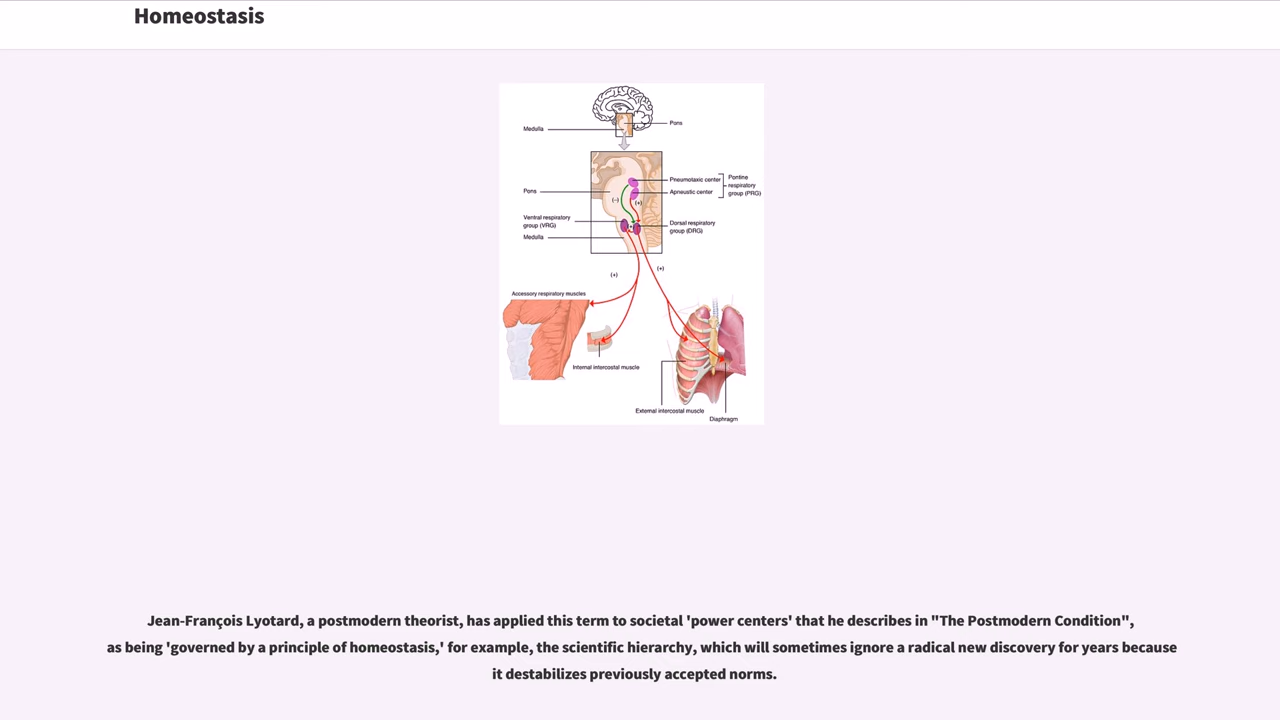 Homeostasis
Pons
Medulla
Pneumotaxic center
Pontine
respiratory
group (PRG)
Apneustic center
Pons
(−)
(+)
Ventral respiratory
group (VRG)
Dorsal respiratory
group (DRG)
Medulla
(+)
(+)
Accessory respiratory muscles
Internal intercostal muscle
External intercostal muscle
Diaphragm
Jean-François Lyotard, a postmodern theorist, has applied this term to societal 'power centers' that he describes in "The Postmodern Condition",
as being 'governed by a principle of homeostasis,' for example, the scientific hierarchy, which will sometimes ignore a radical new discovery for years because
it destabilizes previously accepted norms.